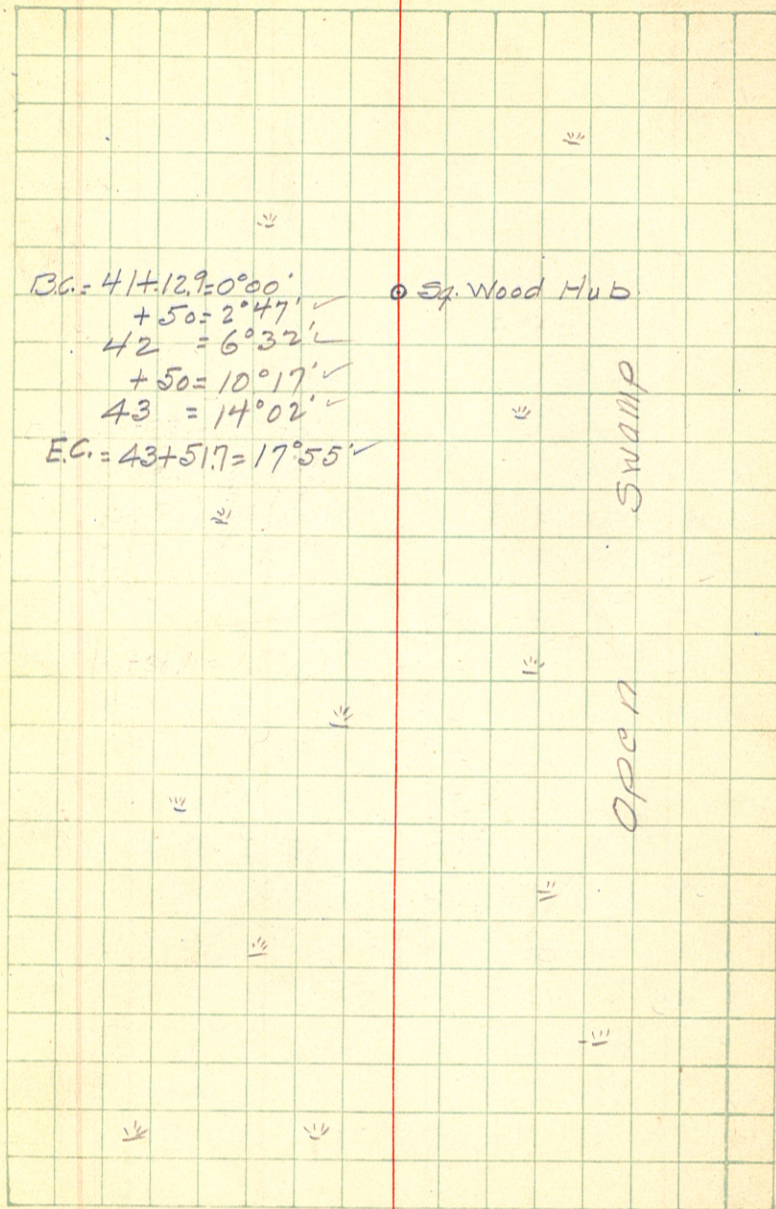 B.C. = 41+12.9 = 0°00'
+50 = 2°47' ✓
42 = 6°32' ✓
+50 = 10°17' ✓
43 = 14°02' ✓
E.C. = 43+51.7 = 17°55' ✓
⊙ Sq. Wood Hub
Open Swamp